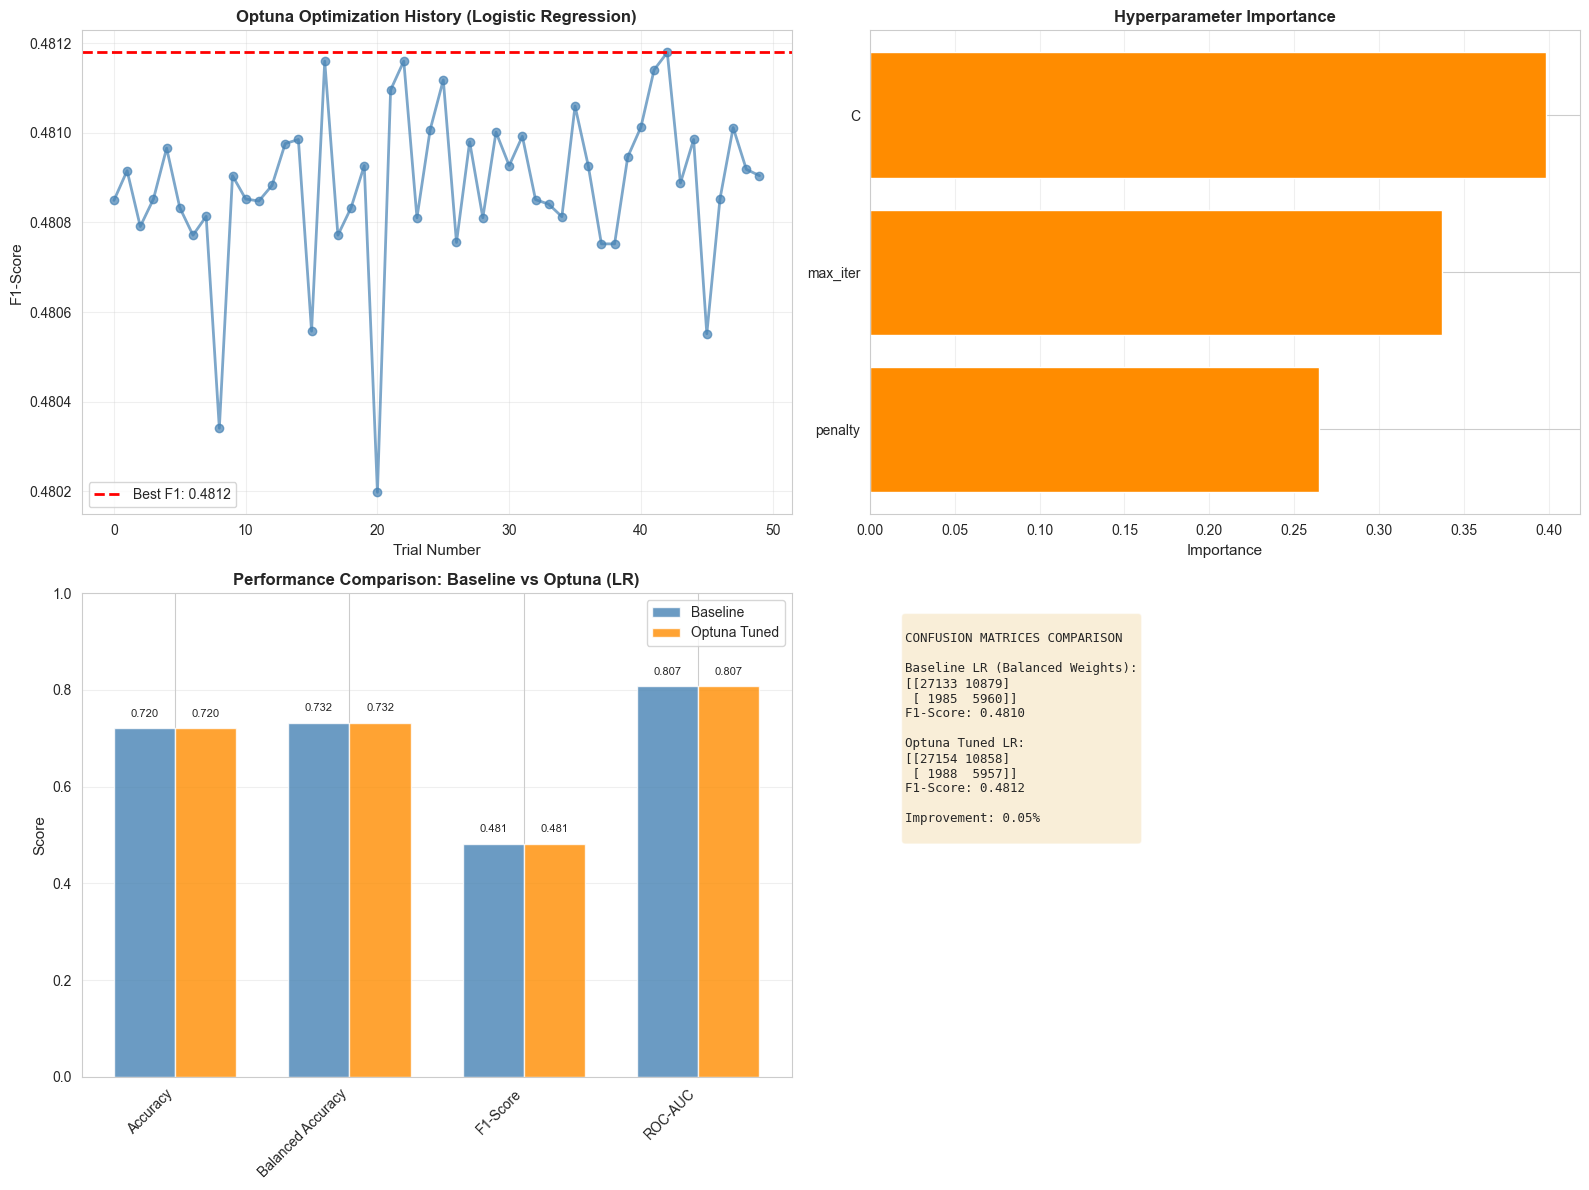 Optuna Optimization History (Logistic Regression)
0.4812
0.4810
0.4808
0.4806
0.4804
0.4802
F1-Score
Best F1: 0.4812
0 10 20 30 40 50
Trial Number
Hyperparameter Importance
C
max_iter
penalty
0.00 0.05 0.10 0.15 0.20 0.25 0.30 0.35 0.40
Importance
Performance Comparison: Baseline vs Optuna (LR)
1.0
0.8
0.6
0.4
0.2
0.0
Score
Baseline
Optuna Tuned
0.720 0.720 0.732 0.732 0.481 0.481 0.807 0.807
Accuracy
Balanced Accuracy
F1-Score
ROC-AUC
CONFUSION MATRICES COMPARISON
Baseline LR (Balanced Weights):
[[27133 10879]
[ 1985 5960]]
F1-Score: 0.4810
Optuna Tuned LR:
[[27154 10858]
[ 1988 5957]]
F1-Score: 0.4812
Improvement: 0.05%